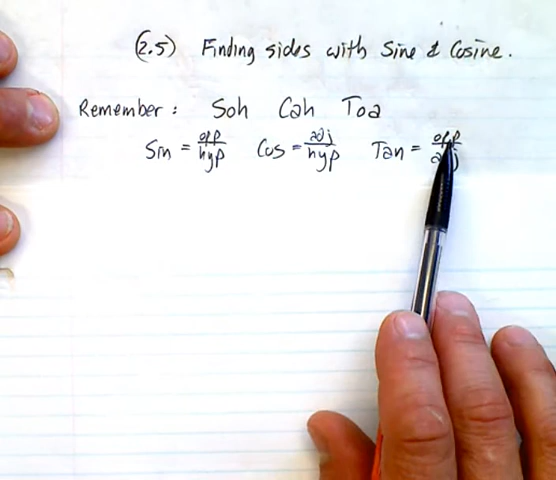 (2.5) Finding sides with Sine & Cosine.
Remember: Soh Cah Toa
Sin = opp/hyp Cos = adj/hyp Tan = opp/adj